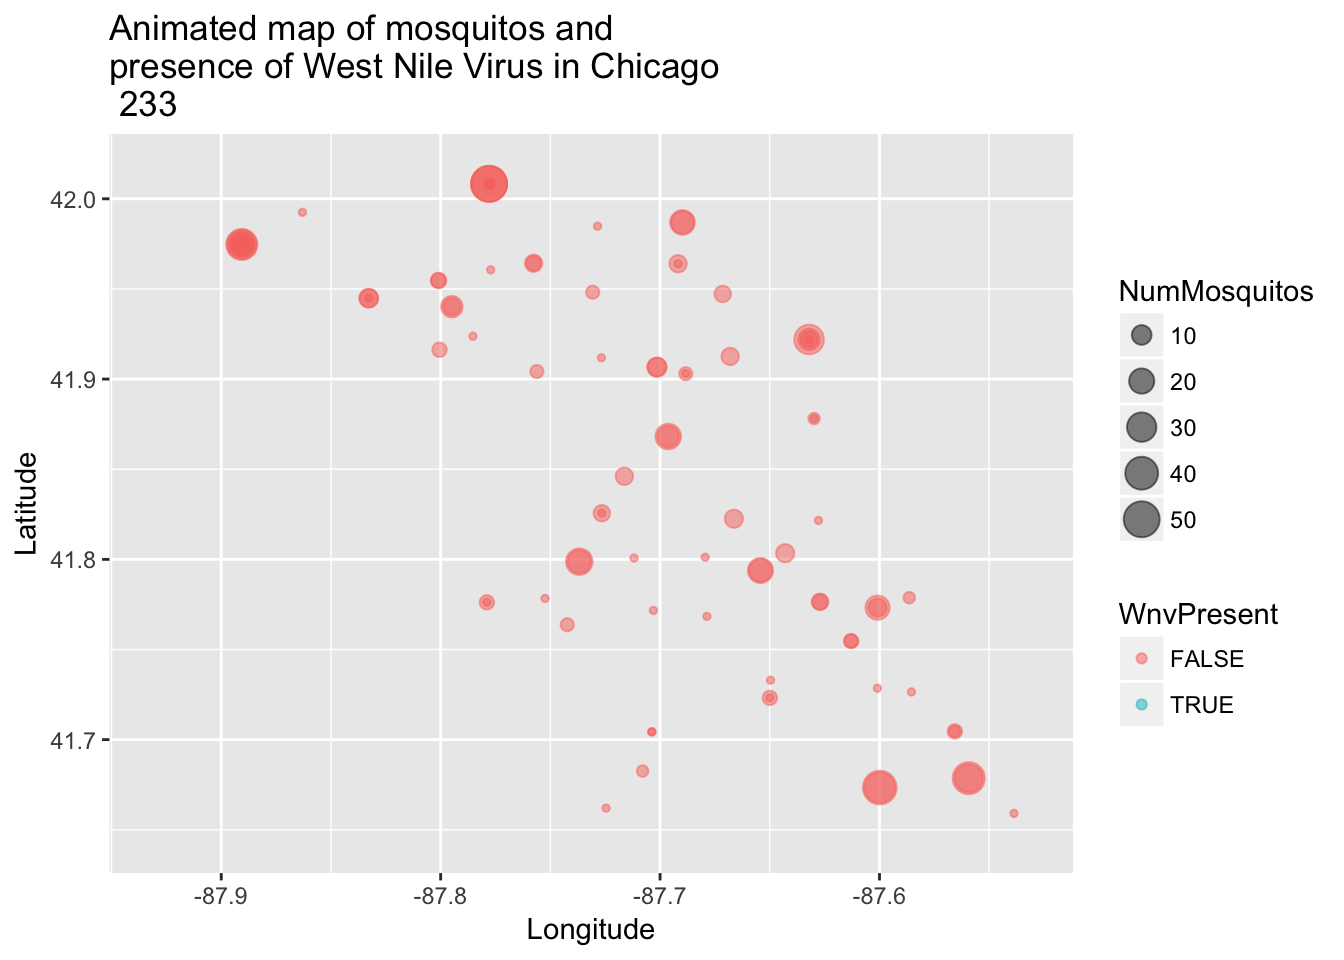 Animated map of mosquitos and
presence of West Nile Virus in Chicago
233
42.0
41.9
41.8
41.7
Latitude
-87.9
-87.8
-87.7
-87.6
Longitude
NumMosquitos
10
20
30
40
50
WnvPresent
FALSE
TRUE